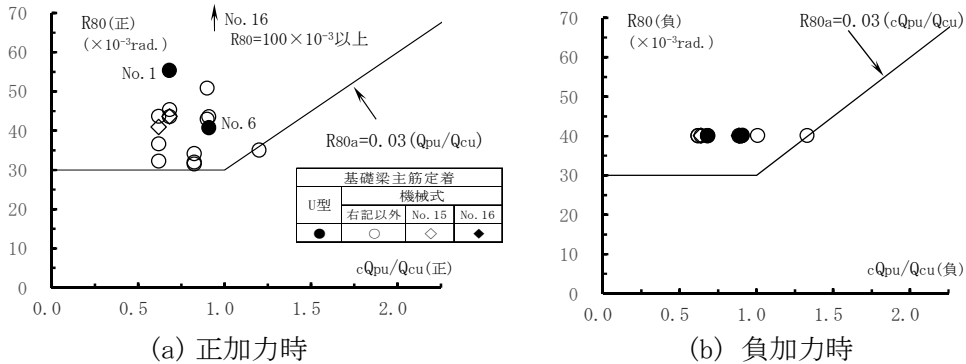 R80(正)
(×10⁻³rad.)
No.16
R80=100×10⁻³以上
No.1
No.6
R80a=0.03(Qpu/Qcu)
基礎梁主筋定着
U型 機械式
右記以外 No.15 No.16
● ○ ◇ ◆
cQpu/Qcu(正)
70
60
50
40
30
20
10
0
0.0 0.5 1.0 1.5 2.0
(a) 正加力時
R80(負)
(×10⁻³rad.)
R80a=0.03(cQpu/Qcu)
cQpu/Qcu(負)
70
60
50
40
30
20
10
0
0.0 0.5 1.0 1.5 2.0
(b) 負加力時